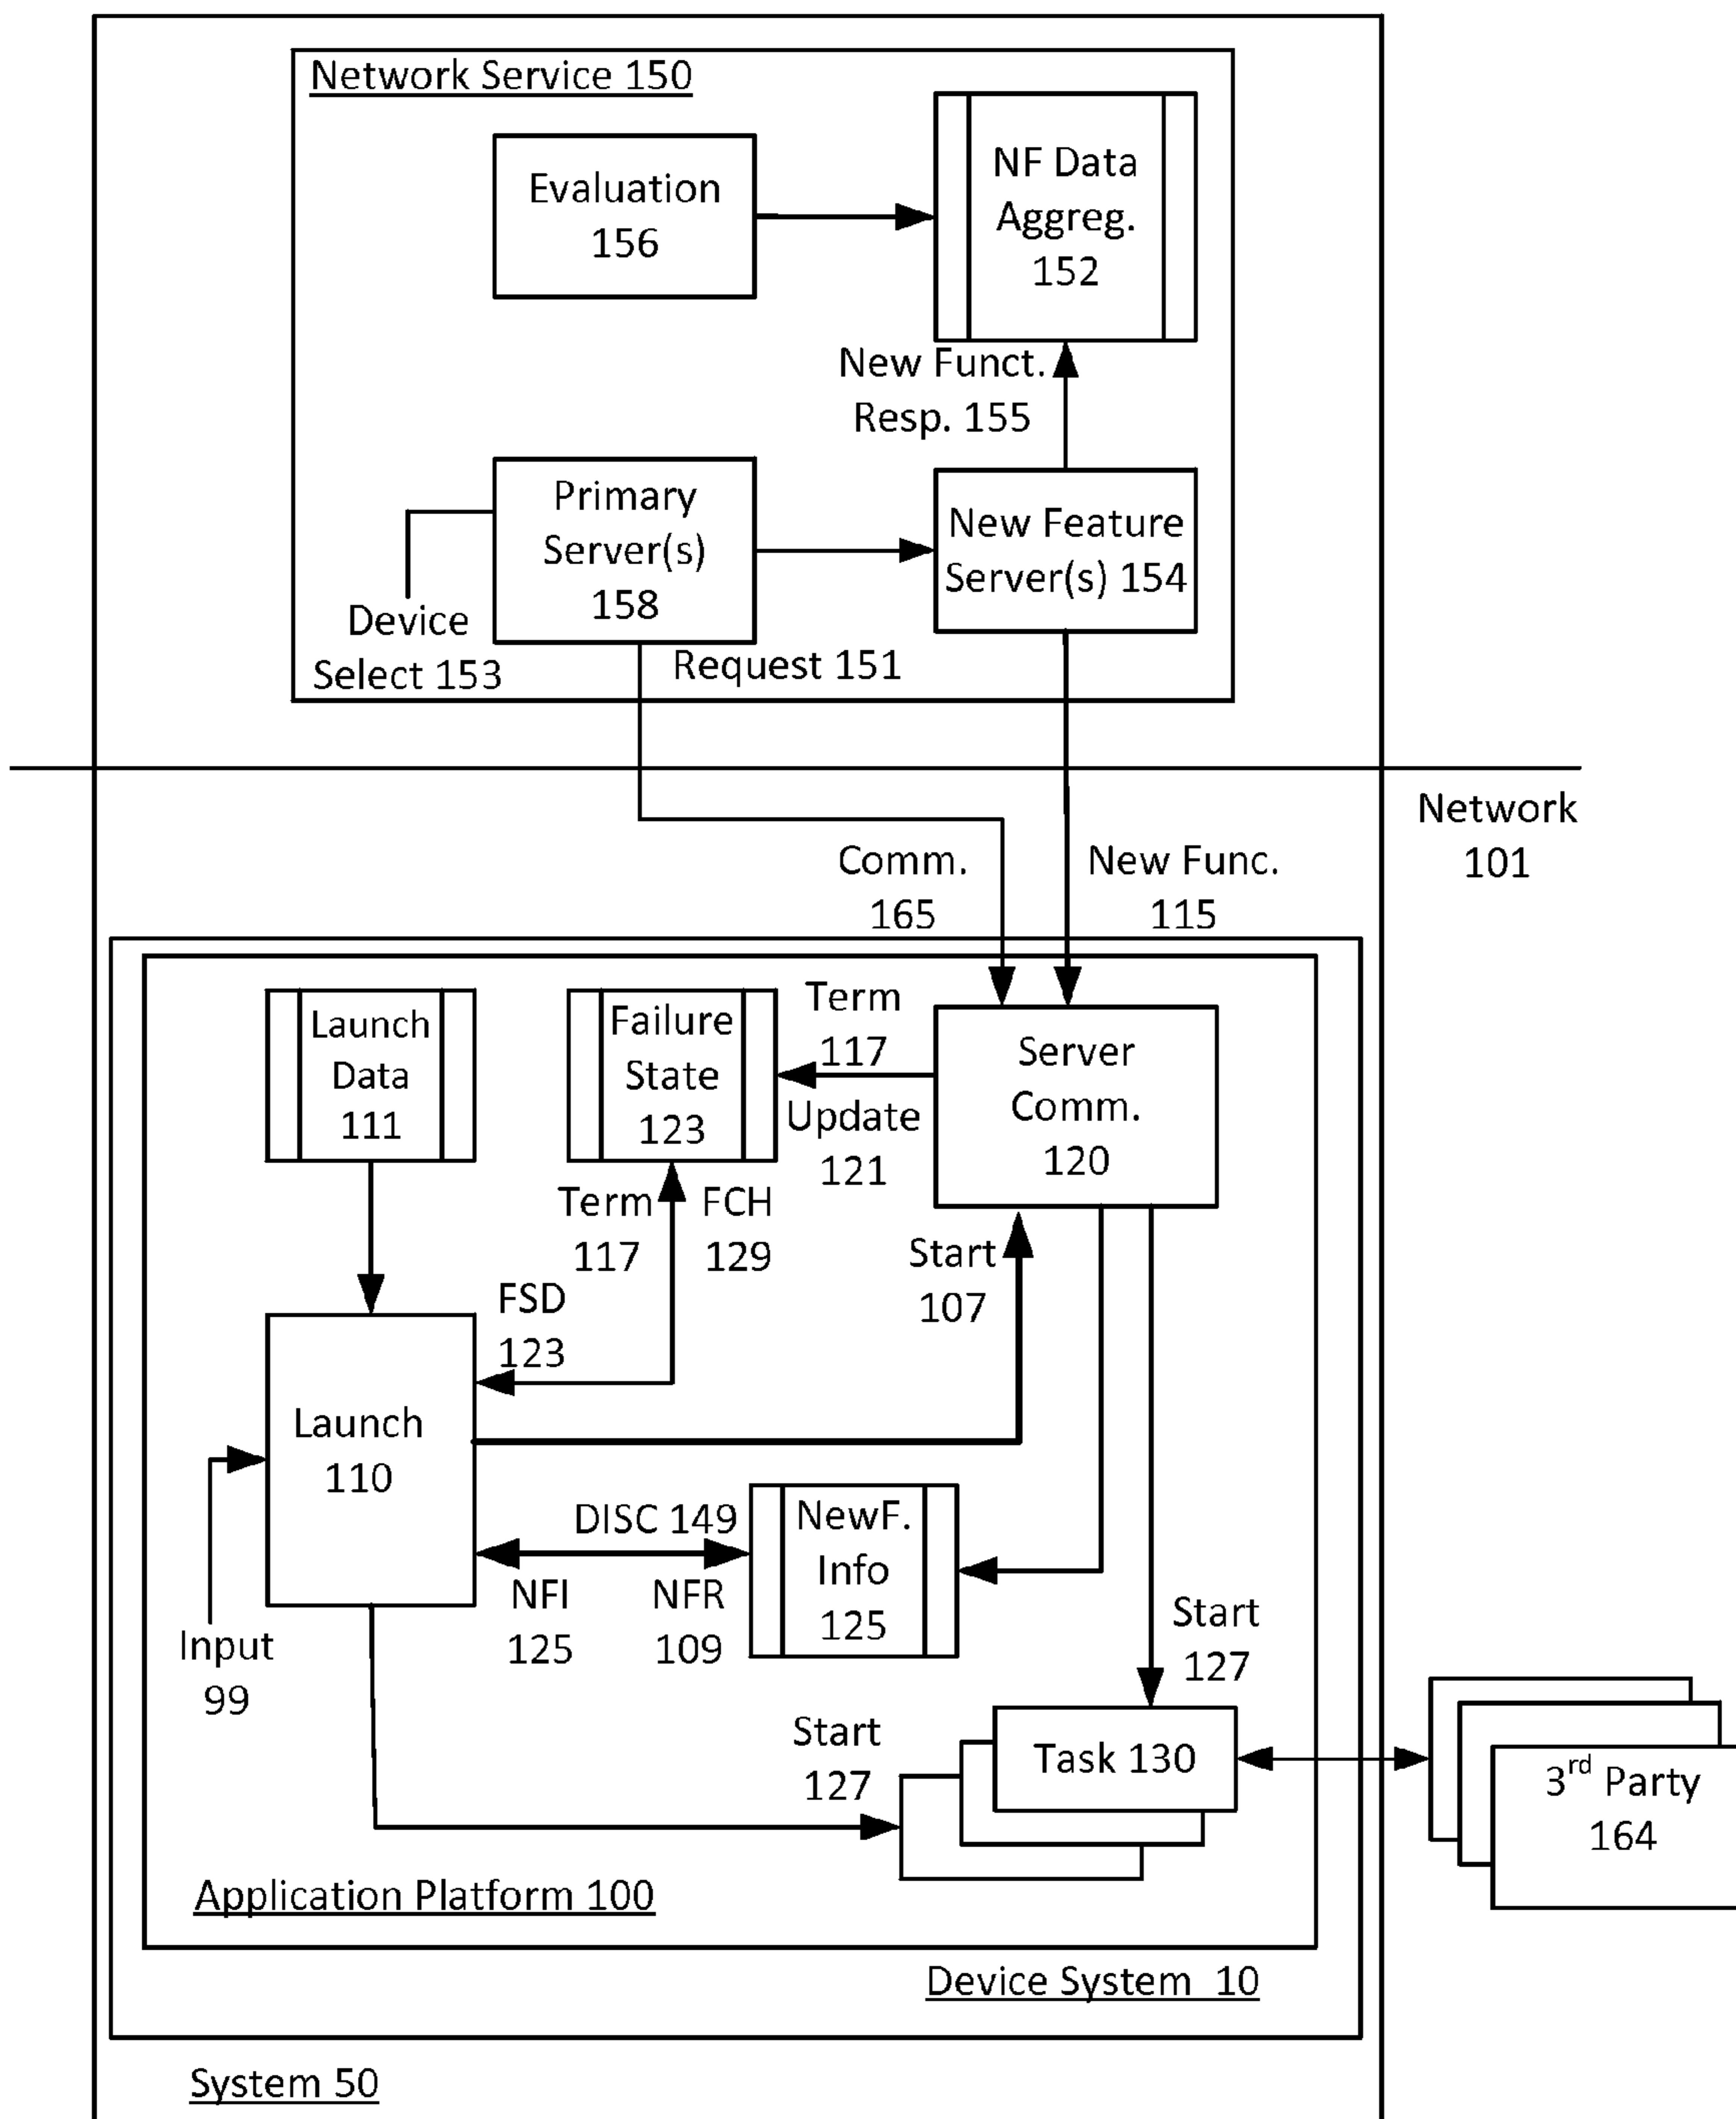 Network Service 150
Evaluation
156
NF Data
Aggreg.
152
New Funct.
Resp. 155
Primary
Server(s)
158
New Feature
Server(s) 154
Device
Select 153
Request 151
Network
101
Comm.
165
New Func.
115
Launch
Data
111
Failure
State
123
Term
117
Update
121
Server
Comm.
120
Term
117
FCH
129
Start
107
FSD
123
Launch
110
DISC 149
NFI
125
NFR
109
NewF.
Info
125
Input
99
Start
127
Start
127
Task 130
3rd Party
164
Application Platform 100
Device System 10
System 50